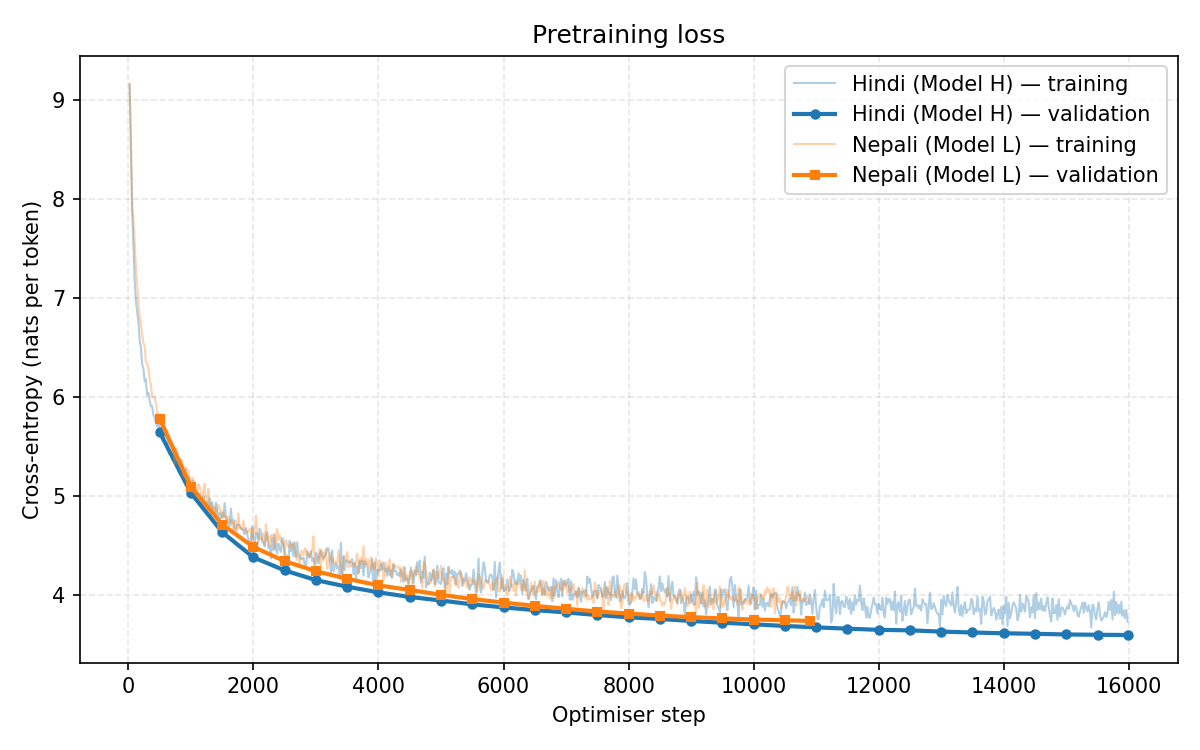 Pretraining loss
Hindi (Model H) — training
Hindi (Model H) — validation
Nepali (Model L) — training
Nepali (Model L) — validation
Cross-entropy (nats per token)
9
8
7
6
5
4
0
2000
4000
6000
8000
10000
12000
14000
16000
Optimiser step